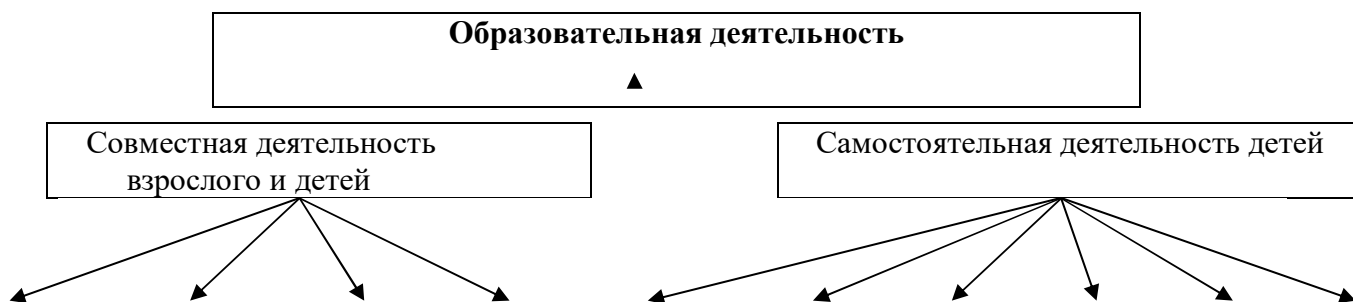 Образовательная деятельность
▲
Совместная деятельность
взрослого и детей
Самостоятельная деятельность детей